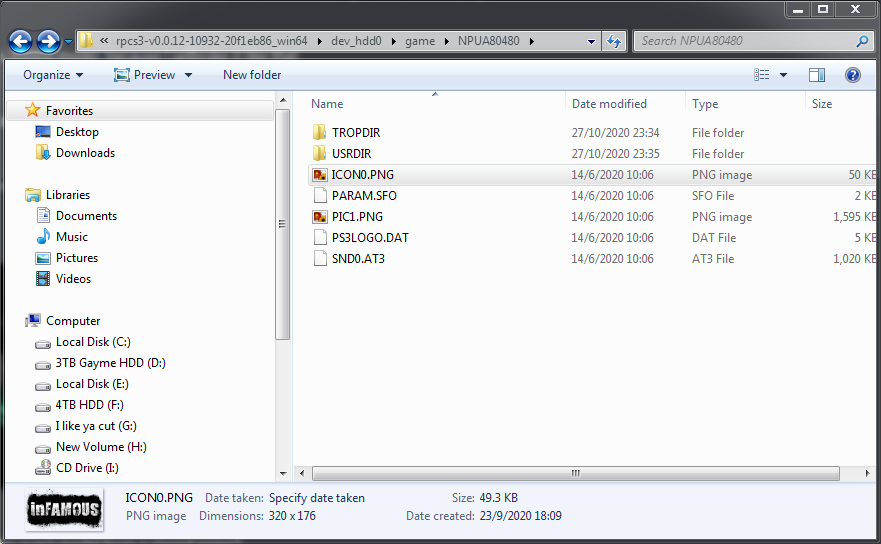 « rpcs3-v0.0.12-10932-20f1eb86_win64 dev_hdd0 game NPUA80480 Search NPUA80480
Organize Preview New folder
Favorites
Desktop
Downloads
Libraries
Documents
Music
Pictures
Videos
Computer
Local Disk (C:)
3TB Gayme HDD (D:)
Local Disk (E:)
4TB HDD (F:)
I like ya cut (G:)
New Volume (H:)
CD Drive (I:)
Name Date modified Type Size
TROPDIR 27/10/2020 23:34 File folder
USRDIR 27/10/2020 23:35 File folder
ICON0.PNG 14/6/2020 10:06 PNG image 50 KB
PARAM.SFO 14/6/2020 10:06 SFO File 2 KB
PIC1.PNG 14/6/2020 10:06 PNG image 1,595 KB
PS3LOGO.DAT 14/6/2020 10:06 DAT File 5 KB
SND0.AT3 14/6/2020 10:06 AT3 File 1,020 KB
inFAMOUS
ICON0.PNG Date taken: Specify date taken Size: 49.3 KB
PNG image Dimensions: 320 x 176 Date created: 23/9/2020 18:09